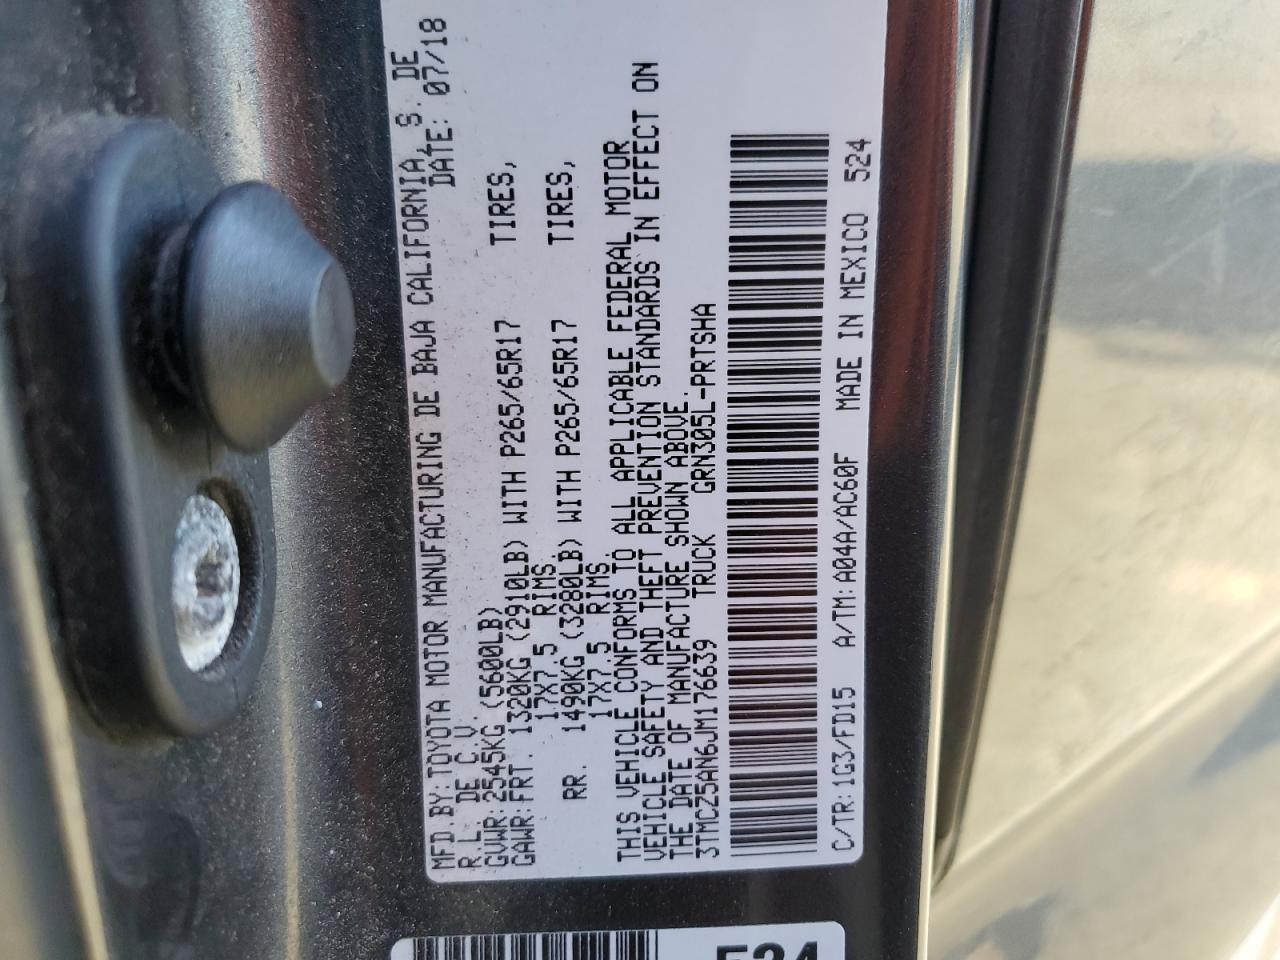 MFD.BY:TOYOTA MOTOR MANUFACTURING DE BAJA CALIFORNIA, S. DE
R.L. DE C.V. DATE: 07/18
GVWR:2545KG (5600LB)
GAWR:FRT. 1320KG (2910LB) WITH P265/65R17 TIRES,
17X7.5 RIMS.
RR. 1490KG (3280LB) WITH P265/65R17 TIRES,
17X7.5 RIMS.
THIS VEHICLE CONFORMS TO ALL APPLICABLE FEDERAL MOTOR
VEHICLE SAFETY AND THEFT PREVENTION STANDARDS IN EFFECT ON
THE DATE OF MANUFACTURE SHOWN ABOVE.
3TMCZ5AN6JM176639 TRUCK GRN305L-PRTSHA
C/TR:1G3/FD15 A/TM:A04A/AC60F MADE IN MEXICO 524